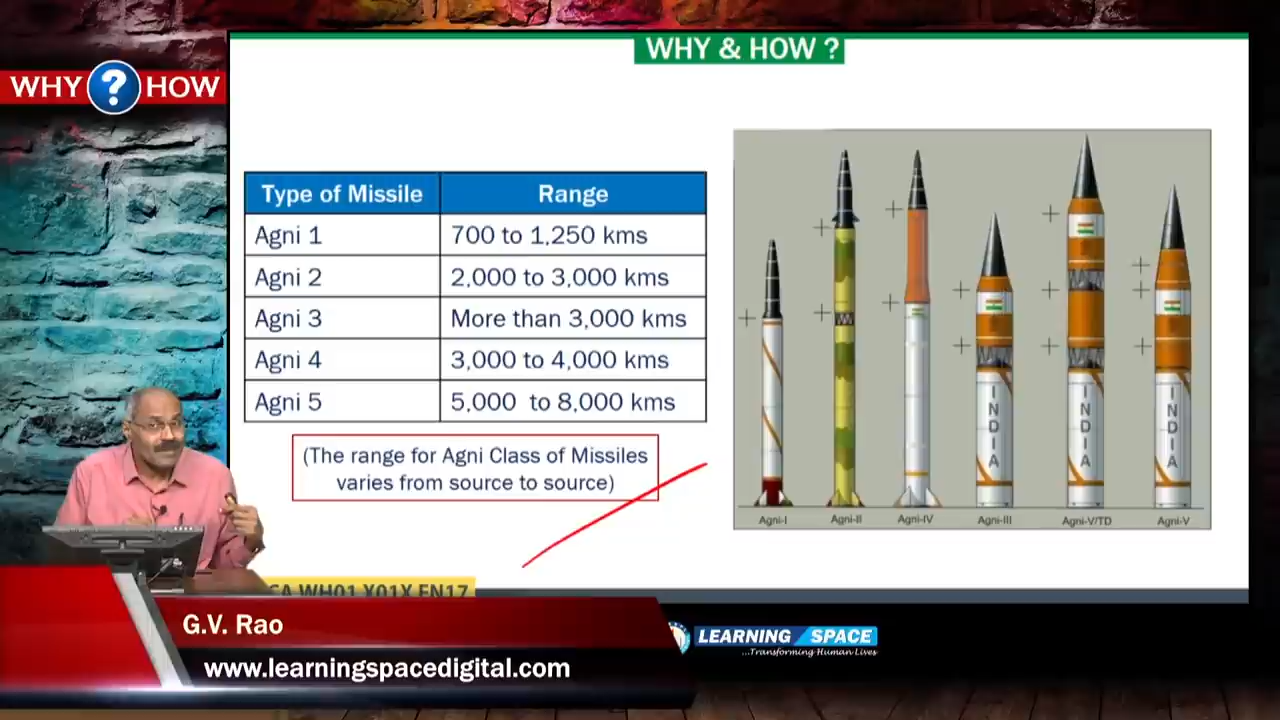 WHY & HOW ?
WHY ? HOW
Type of Missile Range
Agni 1 700 to 1,250 kms
Agni 2 2,000 to 3,000 kms
Agni 3 More than 3,000 kms
Agni 4 3,000 to 4,000 kms
Agni 5 5,000 to 8,000 kms
(The range for Agni Class of Missiles
varies from source to source)
INDIA
INDIA
INDIA
Agni-I Agni-II Agni-IV Agni-III Agni-V/TD Agni-V
WH01 X01X EN17
G.V. Rao
www.learningspacedigital.com
LEARNING SPACE
...Transforming Human Lives